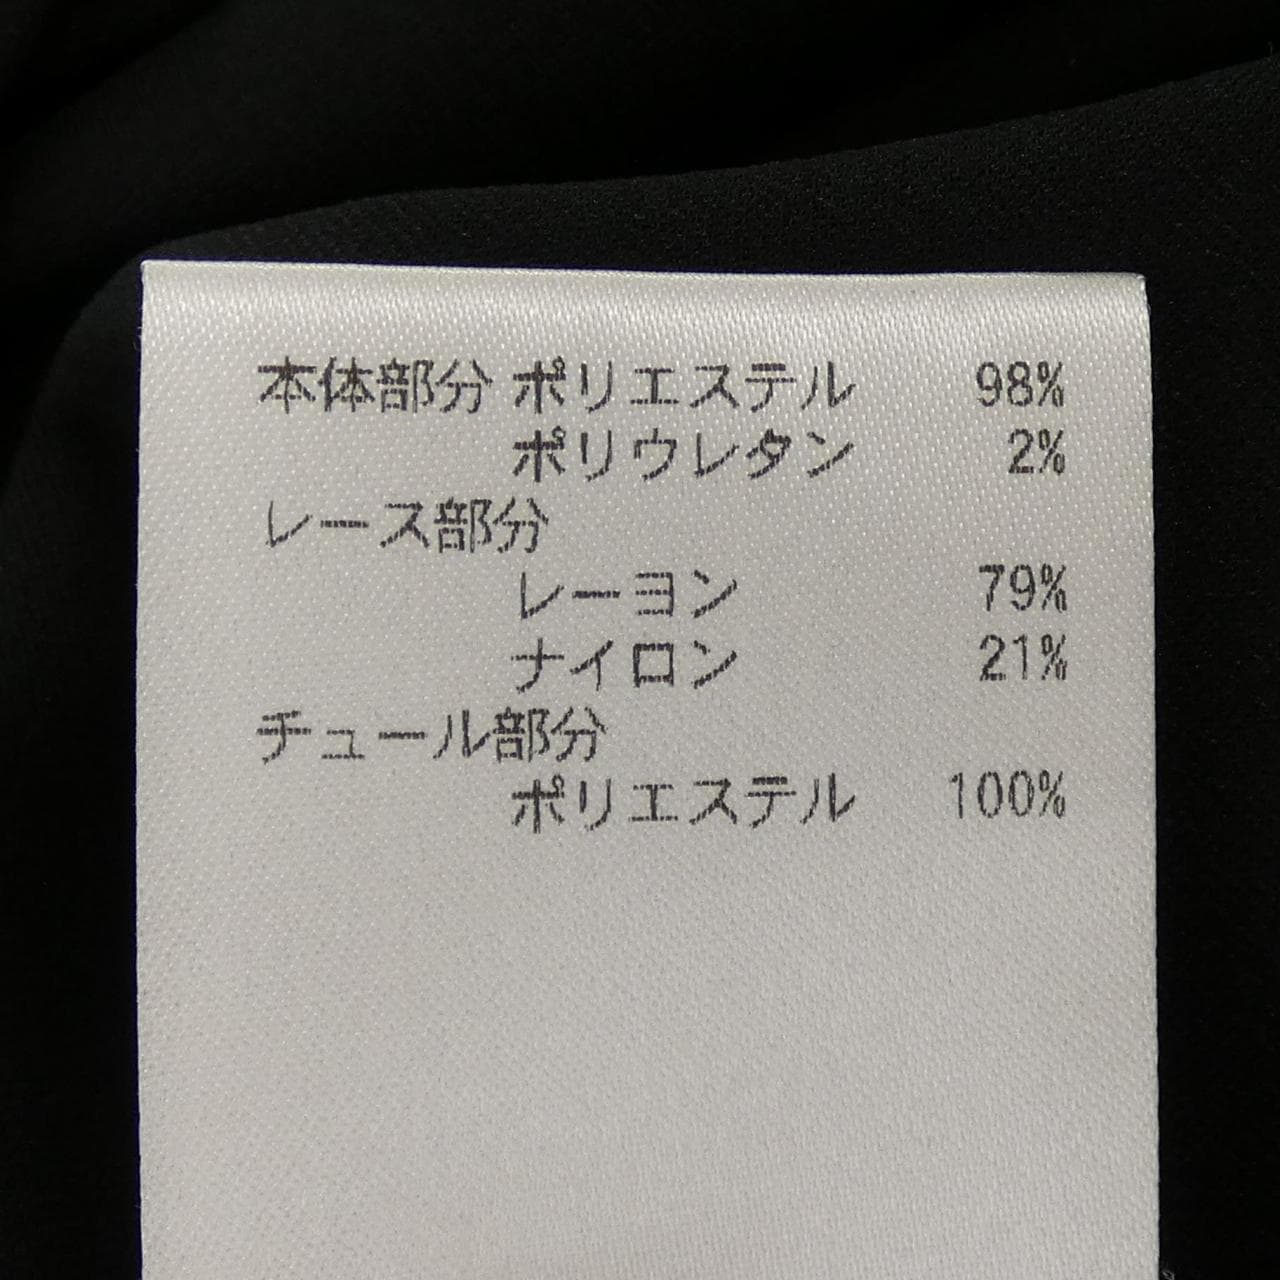 本体部分 ポリエステル 98%
ポリウレタン 2%
レース部分
レーヨン 79%
ナイロン 21%
チュール部分
ポリエステル 100%